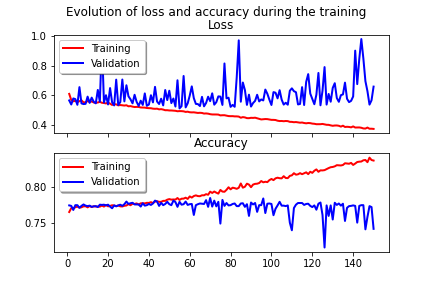 Evolution of loss and accuracy during the training
Loss
1.0
0.8
0.6
0.4
Training
Validation
Accuracy
0.80
0.75
Training
Validation
0 20 40 60 80 100 120 140